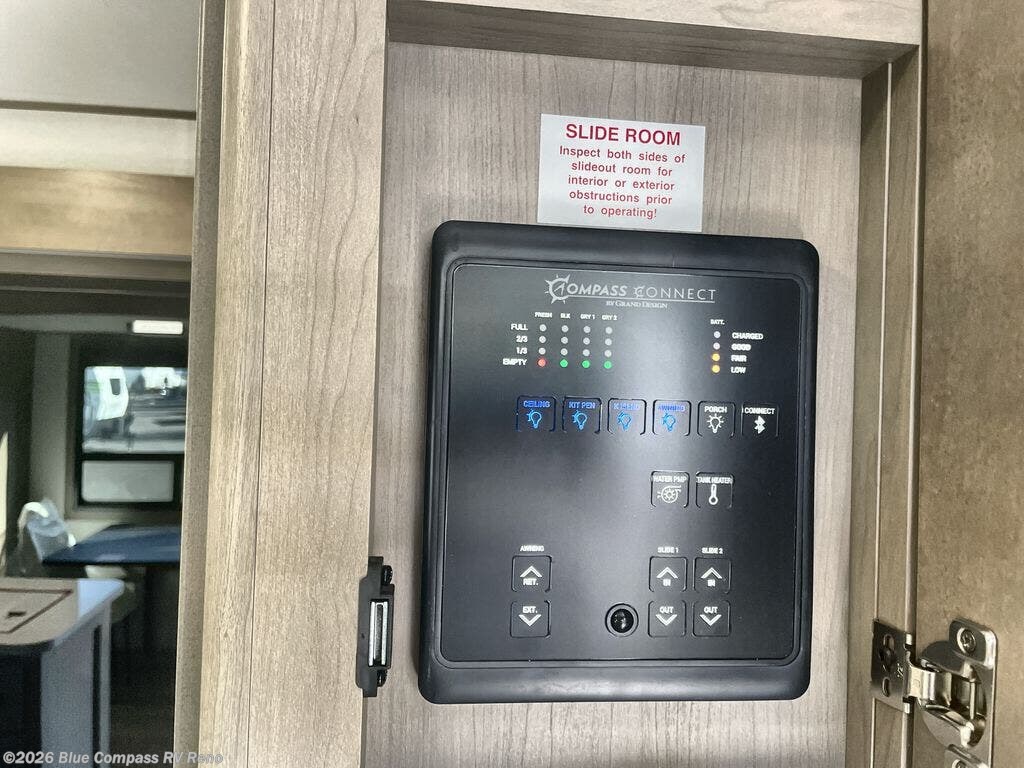 SLIDE ROOM
Inspect both sides of
slideout room for
interior or exterior
obstructions prior
to operating!
COMPASS CONNECT
BY GRAND DESIGN
FRESH BLK GRY 1 GRY 2 BATT.
FULL CHARGED
2/3 GOOD
1/3 FAIR
EMPTY LOW
CEILING KIT PEN AWNING PORCH CONNECT
WATER PMP TANK HEATER
AWNING SLIDE 1 SLIDE 2
RET. IN IN
EXT. OUT OUT
©2026 Blue Compass RV Reno